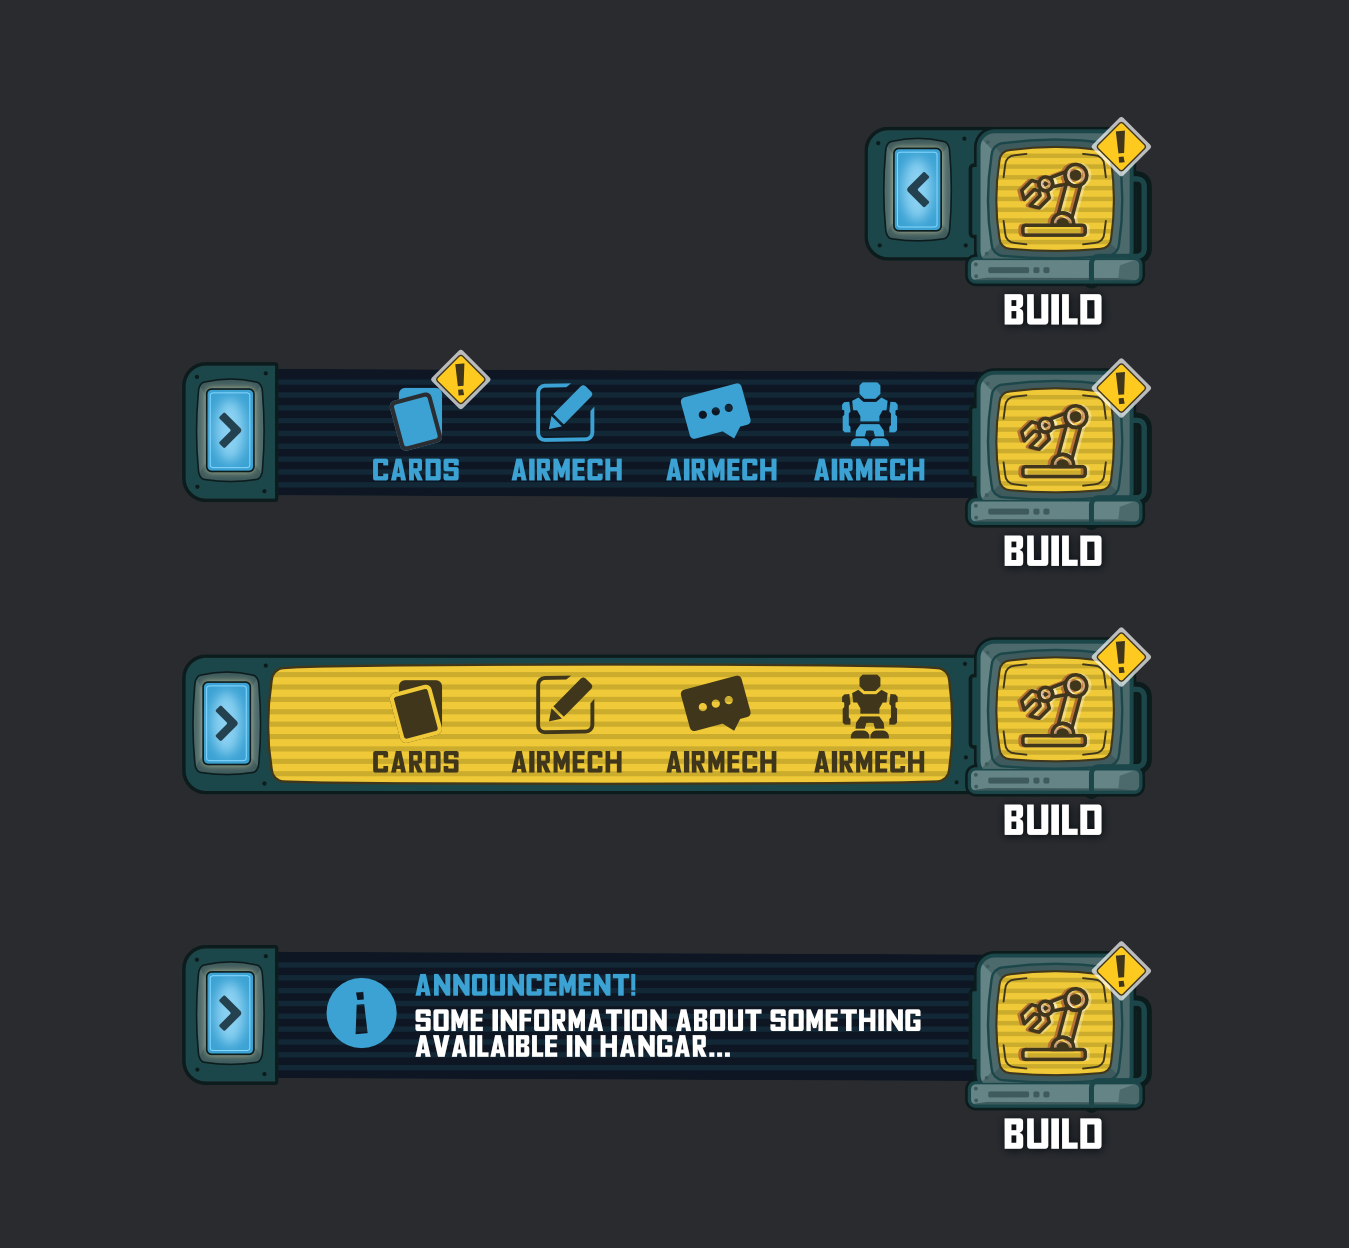 BUILD
CARDS AIRMECH AIRMECH AIRMECH
BUILD
CARDS AIRMECH AIRMECH AIRMECH
BUILD
ANNOUNCEMENT!
SOME INFORMATION ABOUT SOMETHING
AVAILAIBLE IN HANGAR...
BUILD